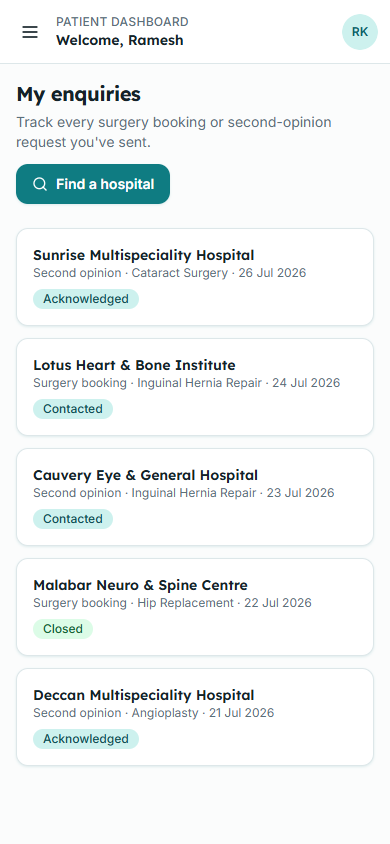 PATIENT DASHBOARD
Welcome, Ramesh
RK
My enquiries
Track every surgery booking or second-opinion
request you've sent.
Find a hospital
Sunrise Multispeciality Hospital
Second opinion · Cataract Surgery · 26 Jul 2026
Acknowledged
Lotus Heart & Bone Institute
Surgery booking · Inguinal Hernia Repair · 24 Jul 2026
Contacted
Cauvery Eye & General Hospital
Second opinion · Inguinal Hernia Repair · 23 Jul 2026
Contacted
Malabar Neuro & Spine Centre
Surgery booking · Hip Replacement · 22 Jul 2026
Closed
Deccan Multispeciality Hospital
Second opinion · Angioplasty · 21 Jul 2026
Acknowledged